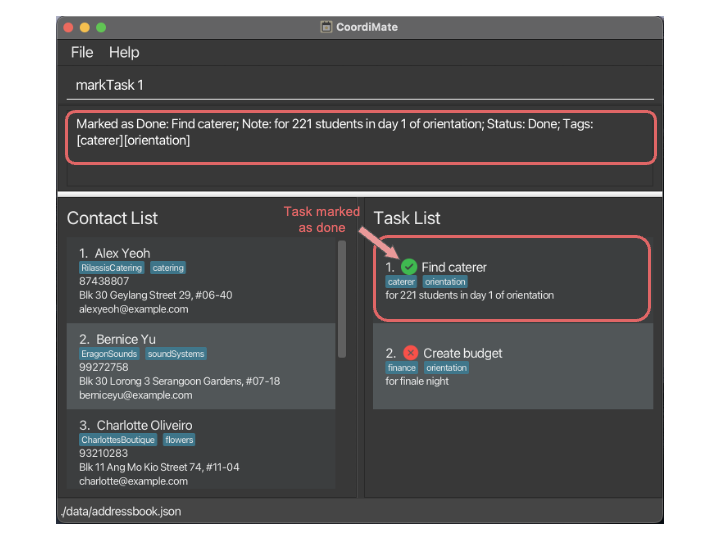 CoordiMate
File Help
markTask 1
Marked as Done: Find caterer; Note: for 221 students in day 1 of orientation; Status: Done; Tags:
[caterer][orientation]
Contact List
1. Alex Yeoh
RilassisCatering catering
87438807
Blk 30 Geylang Street 29, #06-40
alexyeoh@example.com
2. Bernice Yu
EragonSounds soundSystems
99272758
Blk 30 Lorong 3 Serangoon Gardens, #07-18
berniceyu@example.com
3. Charlotte Oliveiro
CharlottesBoutique flowers
93210283
Blk 11 Ang Mo Kio Street 74, #11-04
charlotte@example.com
Task marked
as done
Task List
1. Find caterer
caterer orientation
for 221 students in day 1 of orientation
2. Create budget
finance orientation
for finale night
./data/addressbook.json